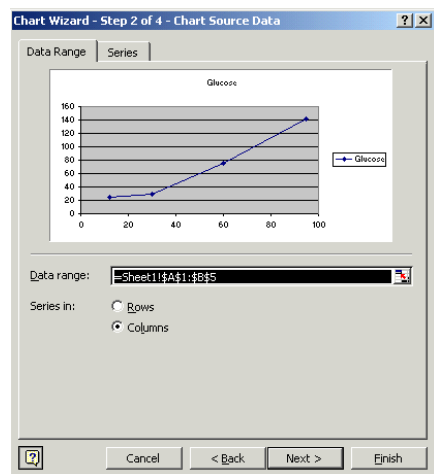 Chart Wizard - Step 2 of 4 - Chart Source Data
Data Range Series
Glucose
160
140
120
100
80
60
40
20
0
0 20 40 60 80 100
Glucose
Data range: =Sheet1!$A$1:$B$5
Series in: Rows
Columns
Cancel < Back Next > Finish